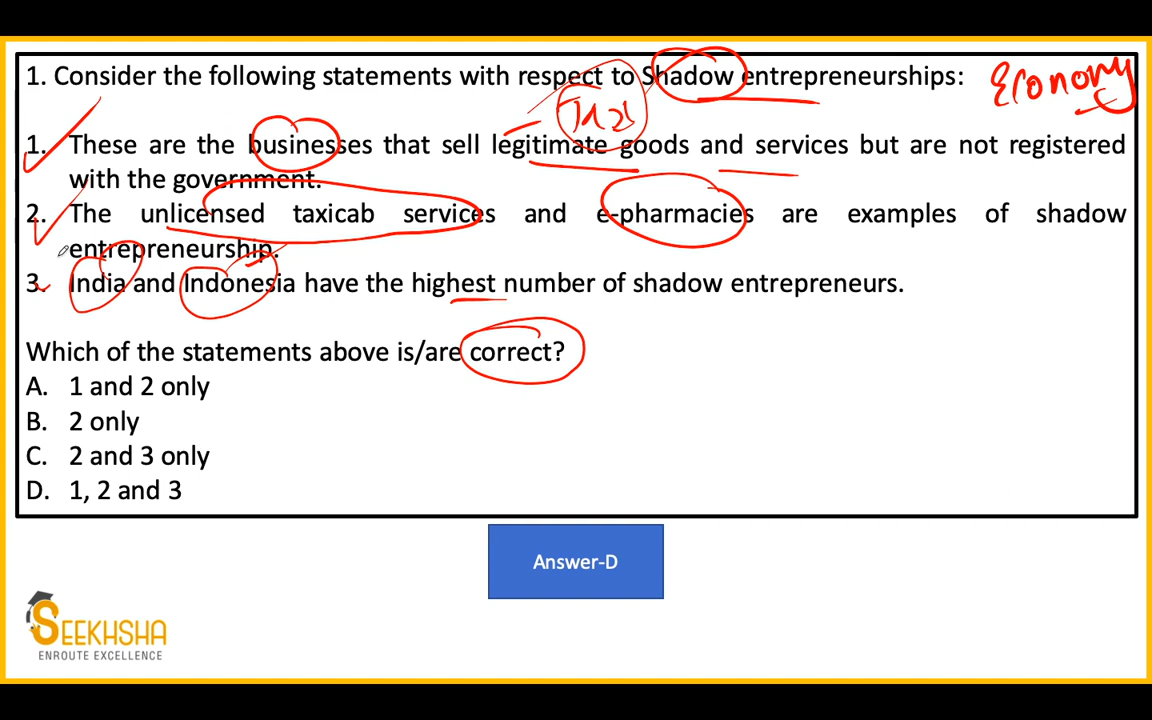 1. Consider the following statements with respect to Shadow entrepreneurships:
Economy
1. These are the businesses that sell legitimate goods and services but are not registered
with the government.
2. The unlicensed taxicab services and e-pharmacies are examples of shadow
entrepreneurship.
3. India and Indonesia have the highest number of shadow entrepreneurs.
Which of the statements above is/are correct?
A. 1 and 2 only
B. 2 only
C. 2 and 3 only
D. 1, 2 and 3
Answer-D
SEEKHSHA
ENROUTE EXCELLENCE